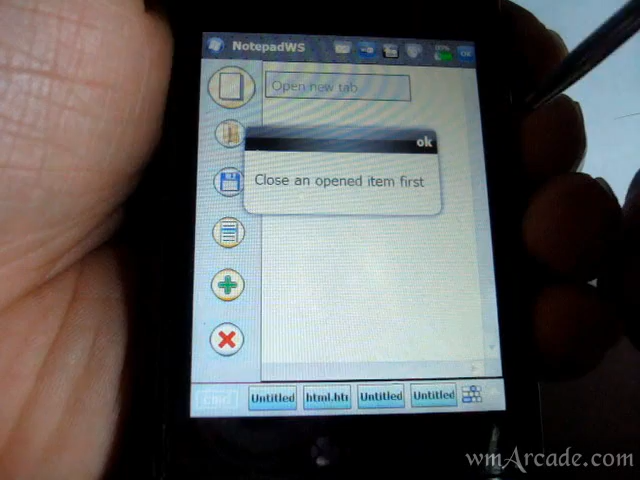 NotepadWS
Open new tab
ok
Close an opened item first
Untitled
html.htm
Untitled
Untitled
wmArcade.com